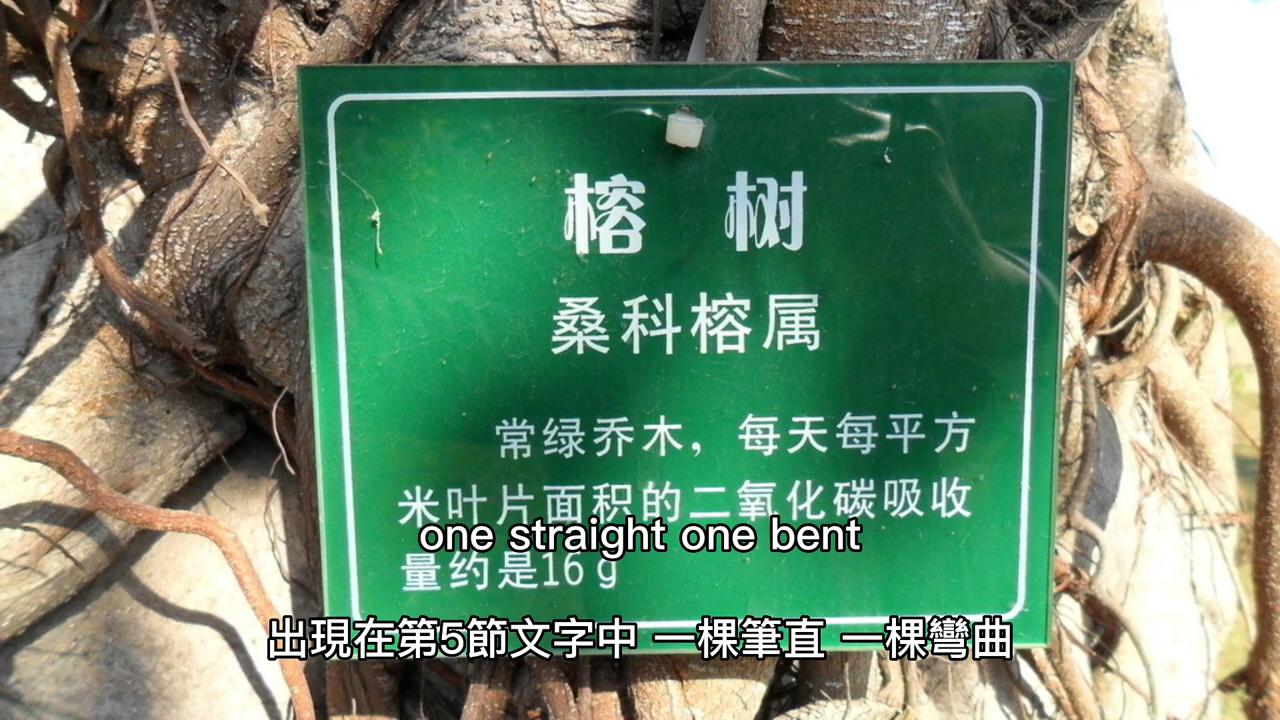 榕 树
桑科榕属
常绿乔木，每天每平方
米叶片面积的二氧化碳吸收
one straight one bent
量约是16g
出現在第5節文字中 一棵筆直 一棵彎曲